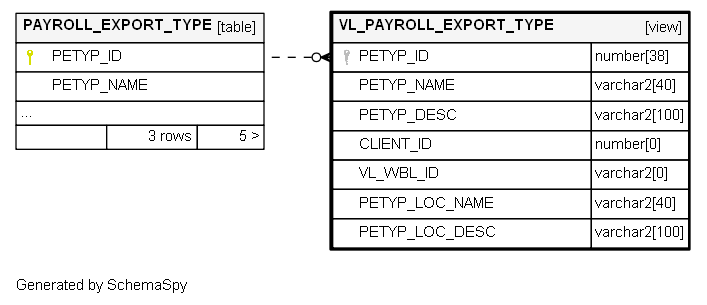 PAYROLL_EXPORT_TYPE [table]
PETYP_ID
PETYP_NAME
...
3 rows 5 >
VL_PAYROLL_EXPORT_TYPE [view]
PETYP_ID number[38]
PETYP_NAME varchar2[40]
PETYP_DESC varchar2[100]
CLIENT_ID number[0]
VL_WBL_ID varchar2[0]
PETYP_LOC_NAME varchar2[40]
PETYP_LOC_DESC varchar2[100]
Generated by SchemaSpy